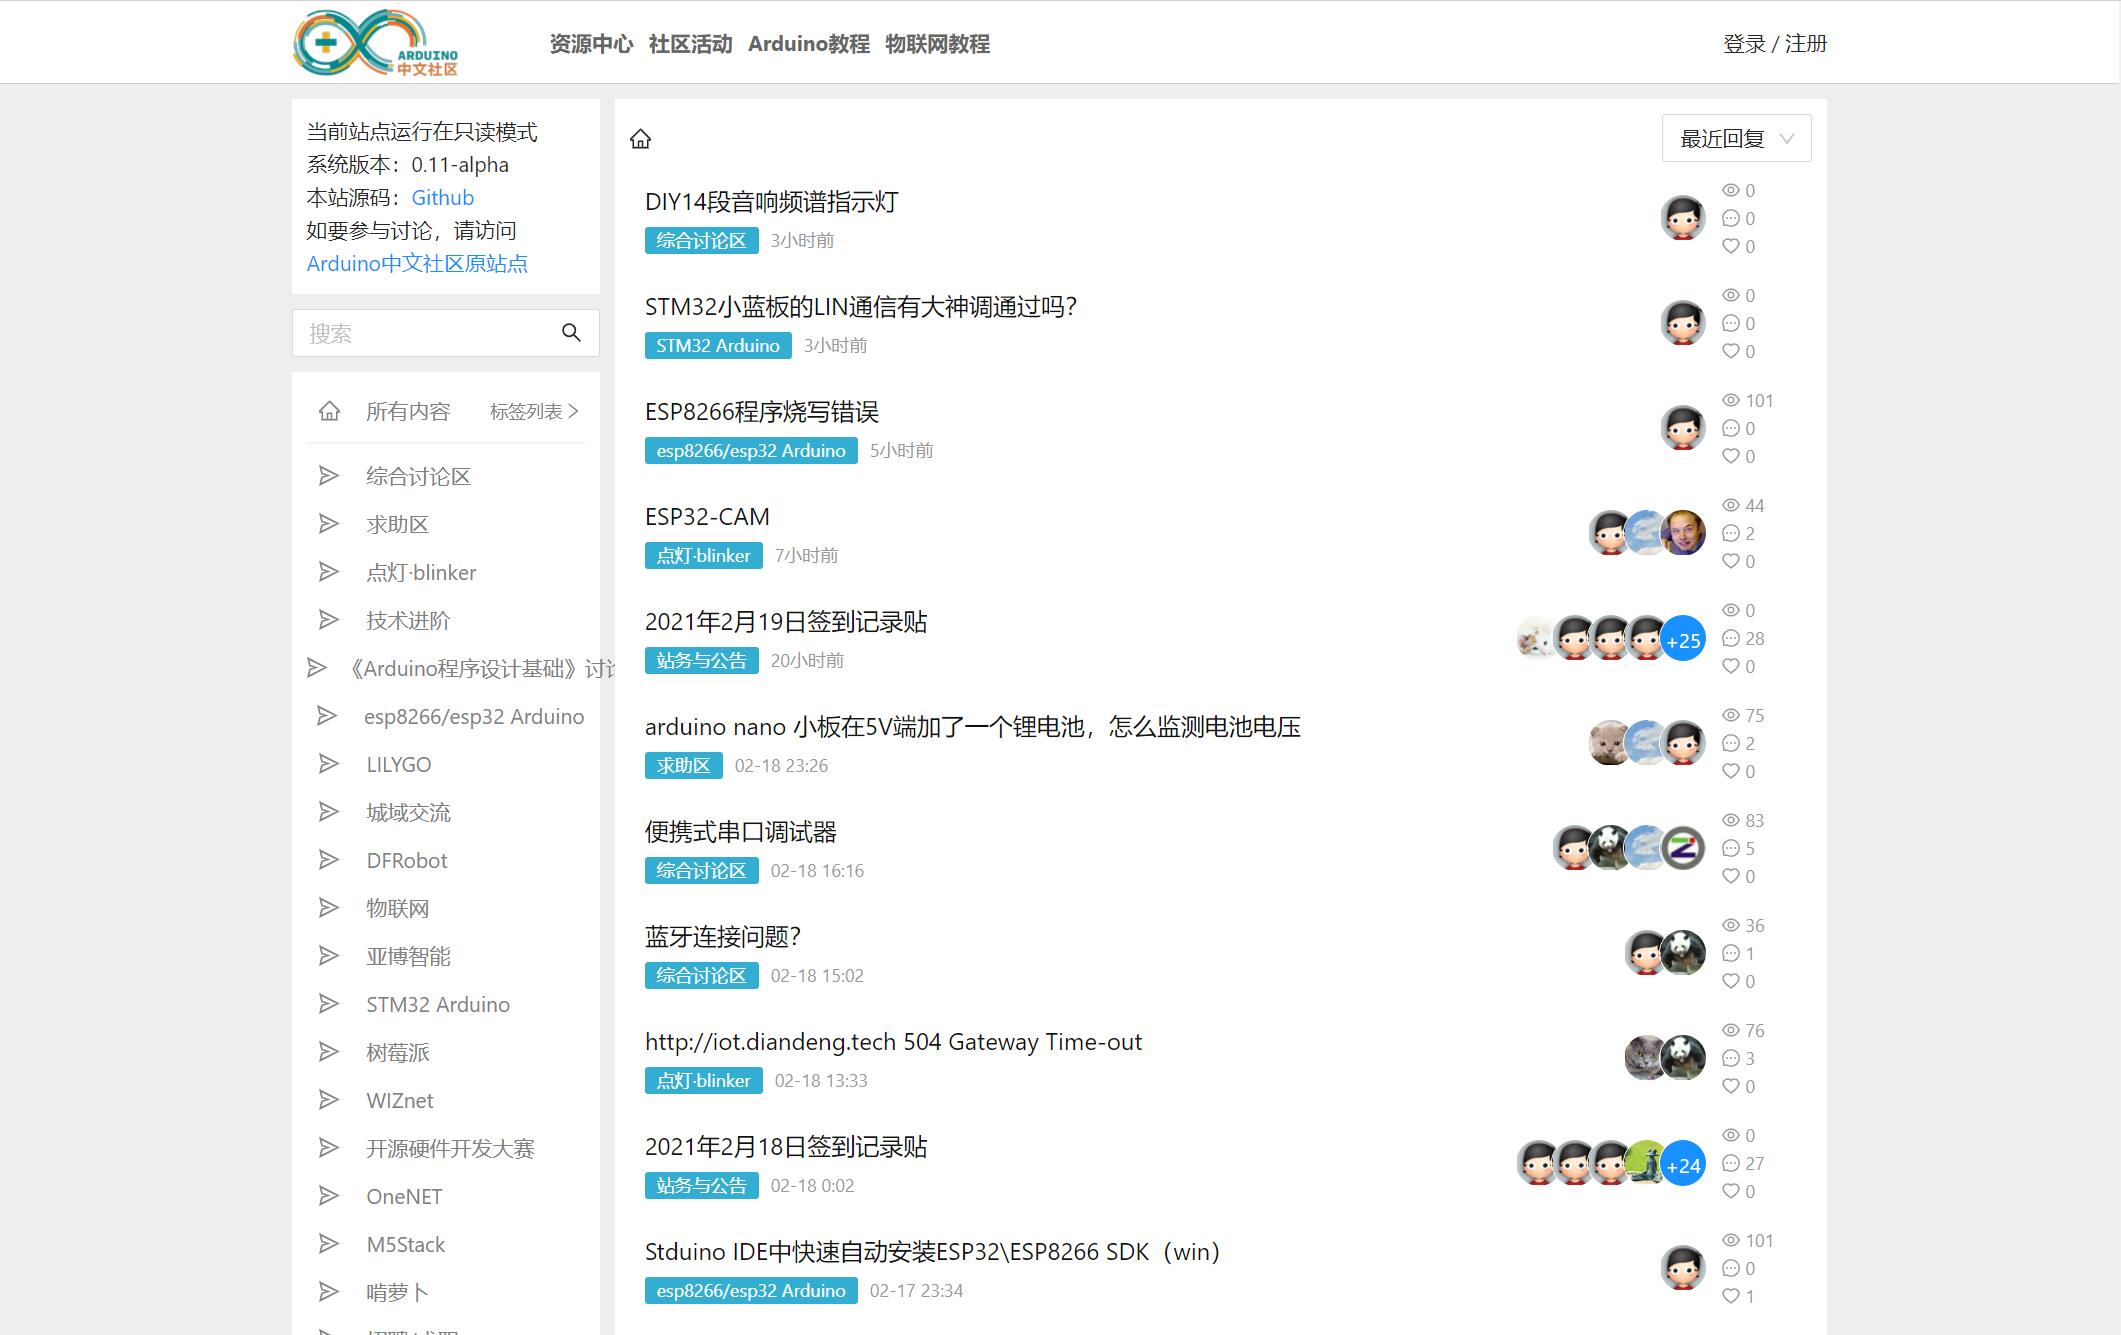 ARDUINO
中文社区
资源中心 社区活动 Arduino教程 物联网教程
登录 / 注册
当前站点运行在只读模式
系统版本：0.11-alpha
本站源码：Github
如要参与讨论，请访问
Arduino中文社区原站点
搜索
所有内容 标签列表
综合讨论区
求助区
点灯·blinker
技术进阶
《Arduino程序设计基础》讨论
esp8266/esp32 Arduino
LILYGO
城域交流
DFRobot
物联网
亚博智能
STM32 Arduino
树莓派
WIZnet
开源硬件开发大赛
OneNET
M5Stack
啃萝卜
最近回复
DIY14段音响频谱指示灯
综合讨论区 3小时前
0
0
0
STM32小蓝板的LIN通信有大神调通过吗？
STM32 Arduino 3小时前
0
0
0
ESP8266程序烧写错误
esp8266/esp32 Arduino 5小时前
101
0
0
ESP32-CAM
点灯·blinker 7小时前
44
2
0
2021年2月19日签到记录贴
站务与公告 20小时前
+25
0
28
0
arduino nano 小板在5V端加了一个锂电池，怎么监测电池电压
求助区 02-18 23:26
75
2
0
便携式串口调试器
综合讨论区 02-18 16:16
83
5
0
蓝牙连接问题？
综合讨论区 02-18 15:02
36
1
0
http://iot.diandeng.tech 504 Gateway Time-out
点灯·blinker 02-18 13:33
76
3
0
2021年2月18日签到记录贴
站务与公告 02-18 0:02
+24
0
27
0
Stduino IDE中快速自动安装ESP32\ESP8266 SDK（win）
esp8266/esp32 Arduino 02-17 23:34
101
0
1